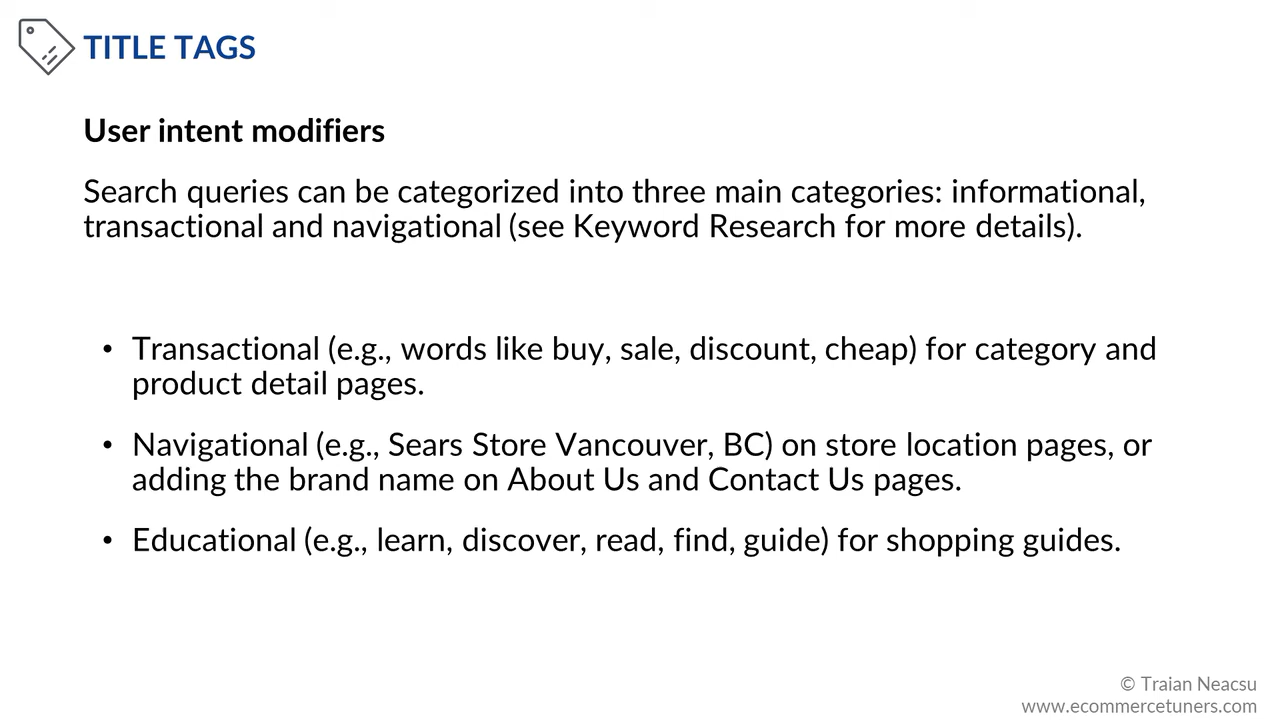 TITLE TAGS
User intent modifiers
Search queries can be categorized into three main categories: informational,
transactional and navigational (see Keyword Research for more details).
• Transactional (e.g., words like buy, sale, discount, cheap) for category and
product detail pages.
• Navigational (e.g., Sears Store Vancouver, BC) on store location pages, or
adding the brand name on About Us and Contact Us pages.
• Educational (e.g., learn, discover, read, find, guide) for shopping guides.
© Traian Neacsu
www.ecommercetuners.com